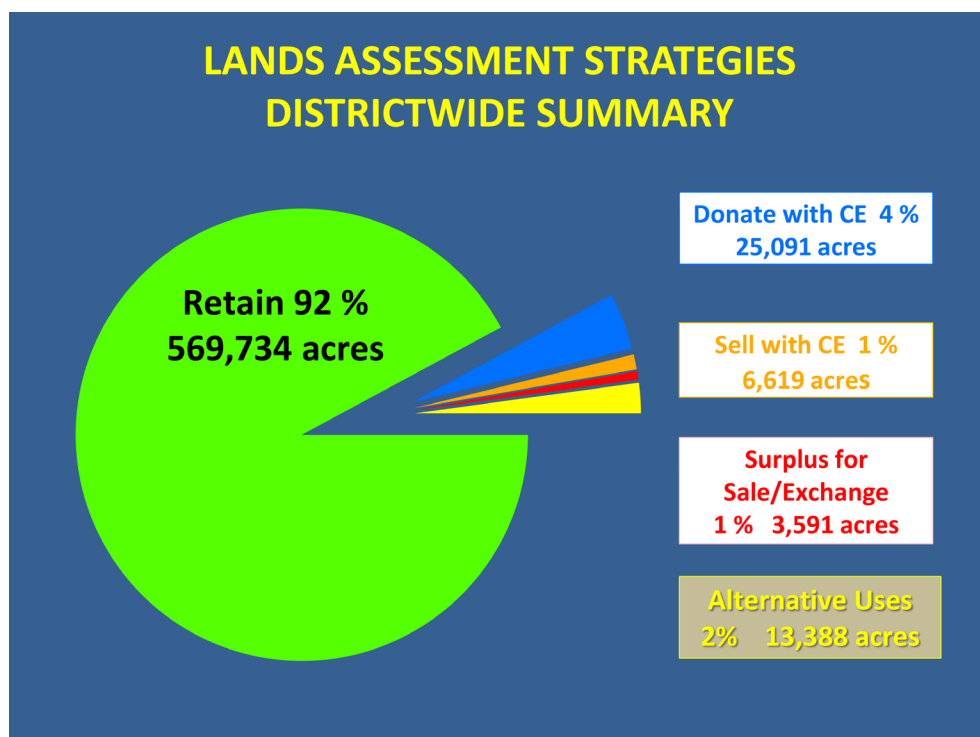 LANDS ASSESSMENT STRATEGIES
DISTRICTWIDE SUMMARY
Retain 92 %
569,734 acres
Donate with CE 4 %
25,091 acres
Sell with CE 1 %
6,619 acres
Surplus for
Sale/Exchange
1 % 3,591 acres
Alternative Uses
2% 13,388 acres